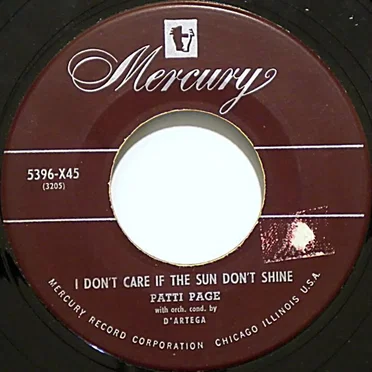 Mercury
5396-X45
(3205)
I DON'T CARE IF THE SUN DON'T SHINE
PATTI PAGE
with orch. cond. by
D'ARTEGA
MERCURY RECORD CORPORATION CHICAGO ILLINOIS U.S.A.